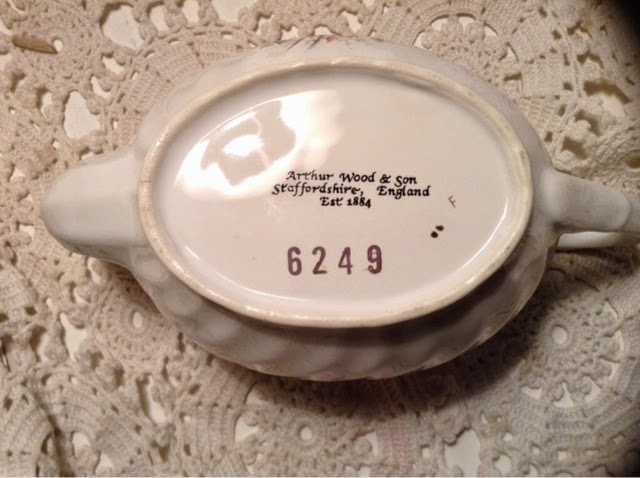 Arthur Wood & Son
Staffordshire, England
Est 1884
F
6249